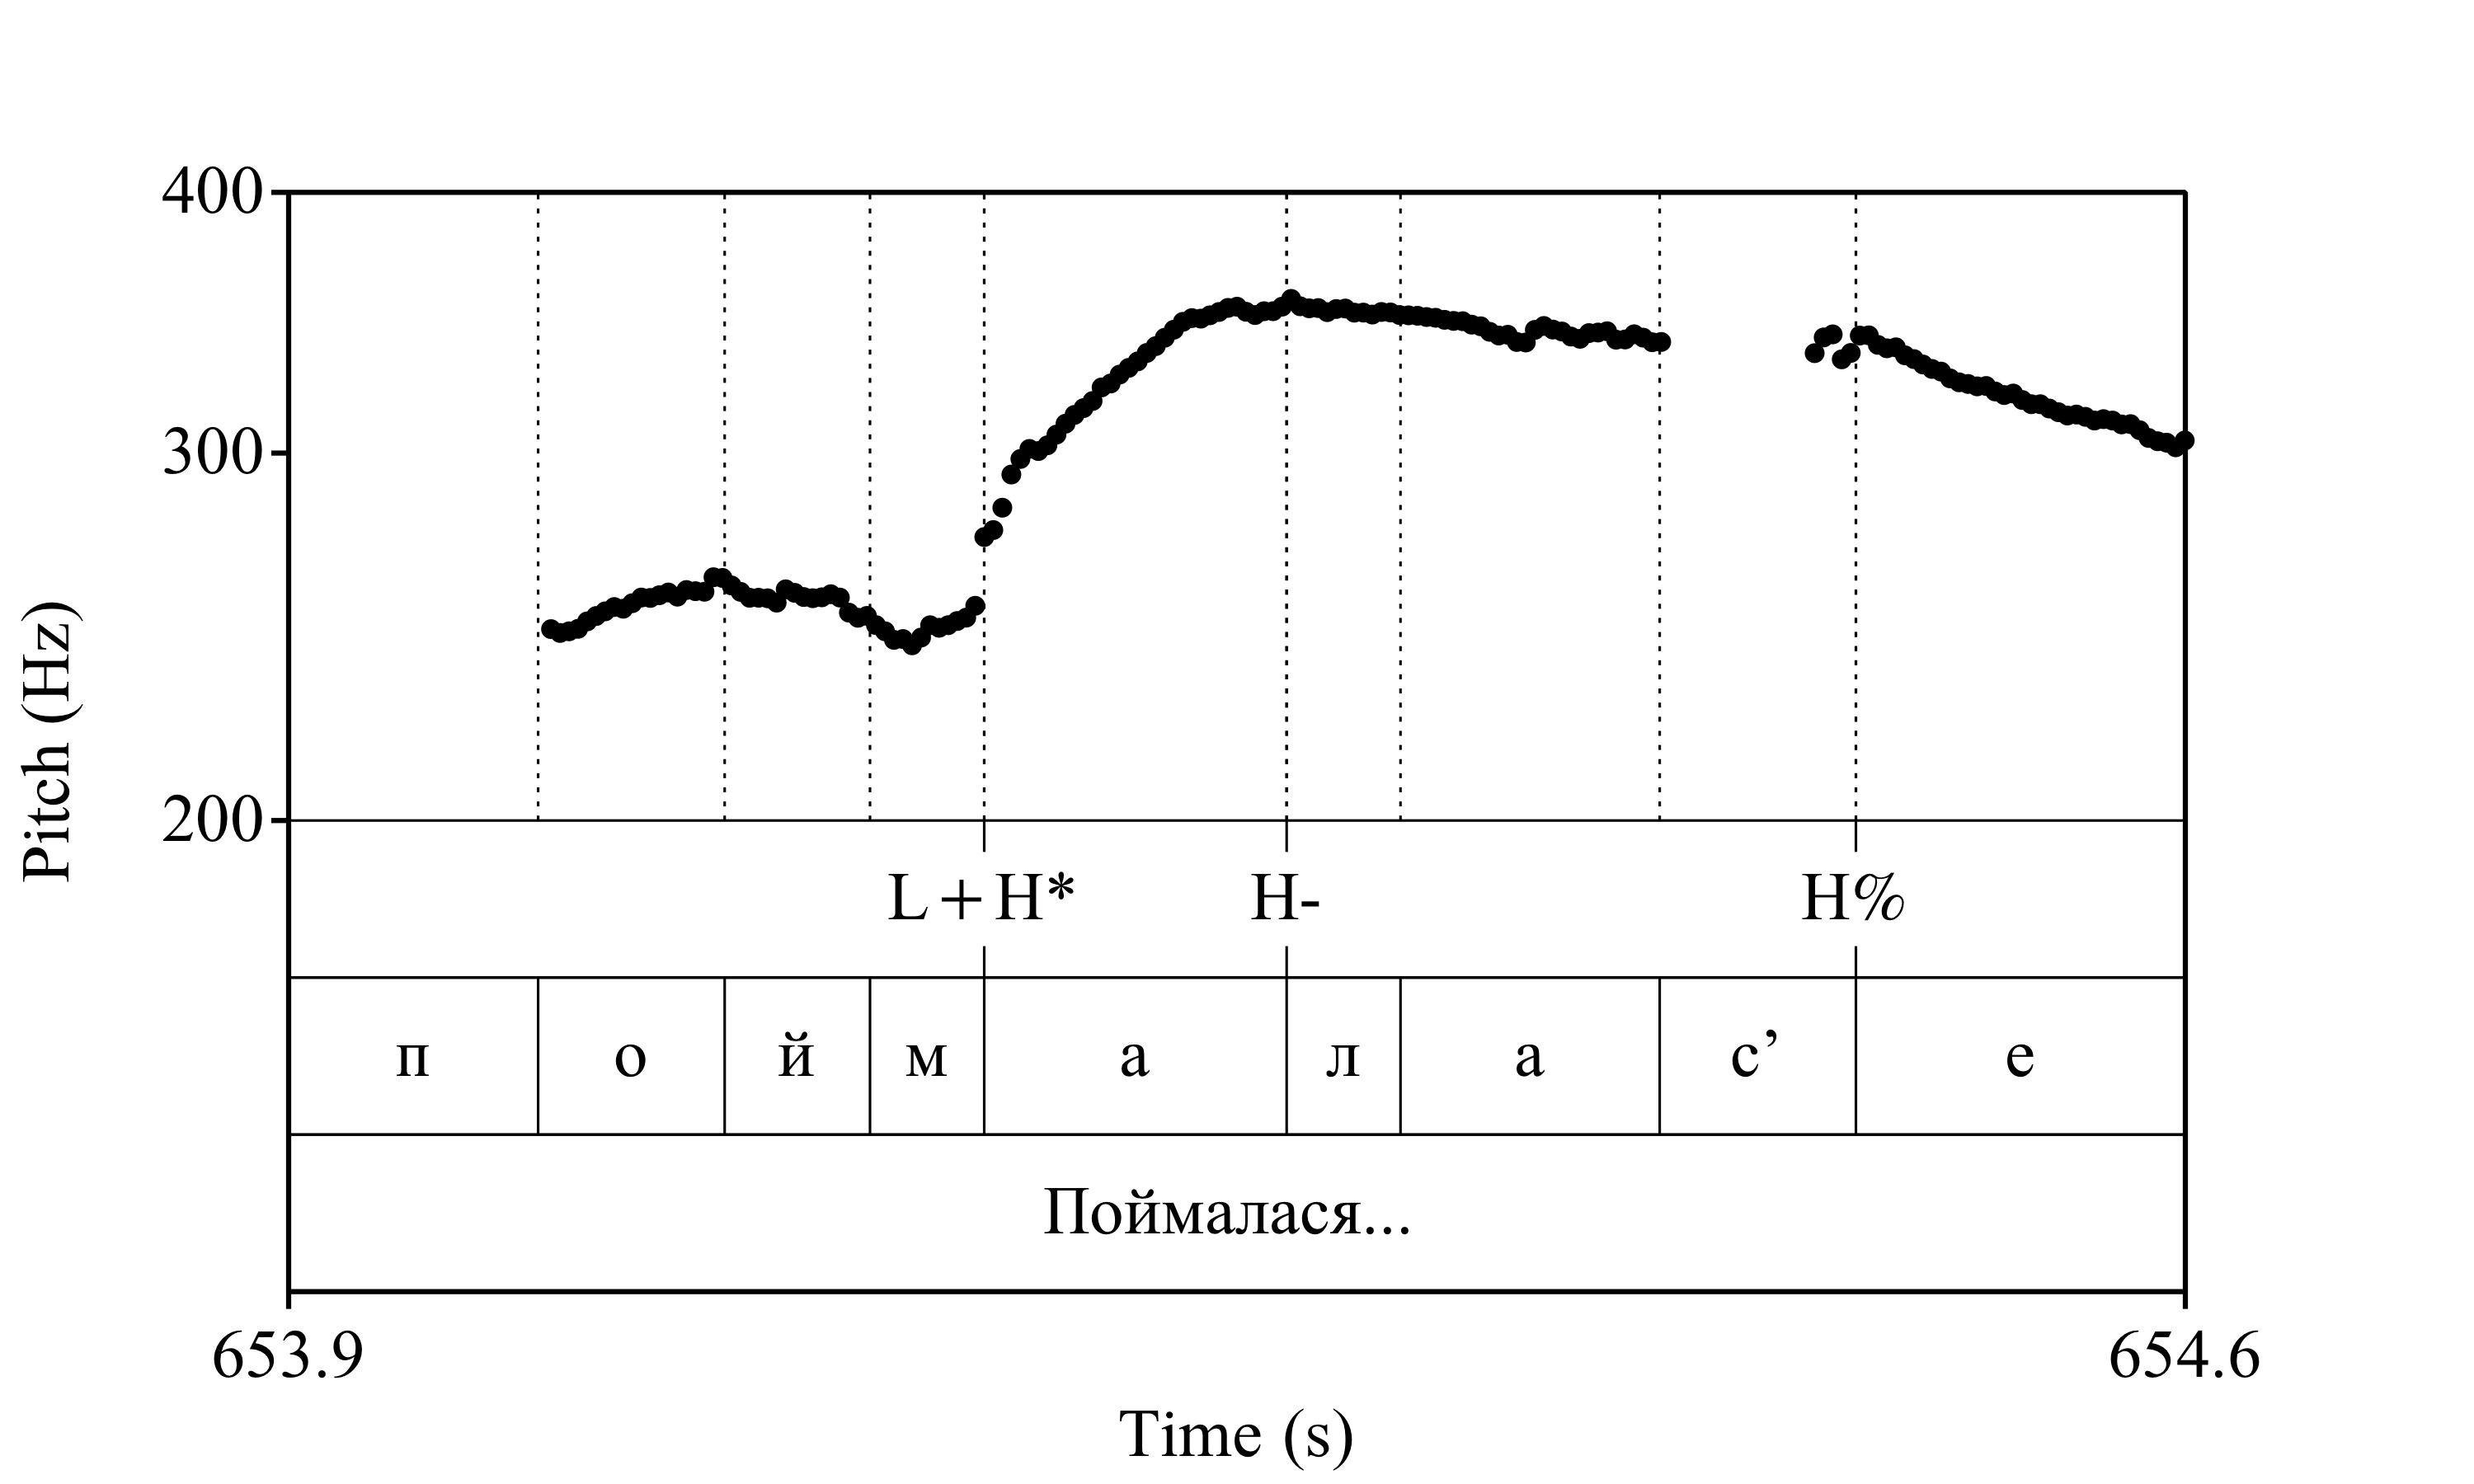 400
300
200
Pitch (Hz)
L+H* H- H%
п о й м а л а с’ е
Поймалася...
653.9 654.6
Time (s)